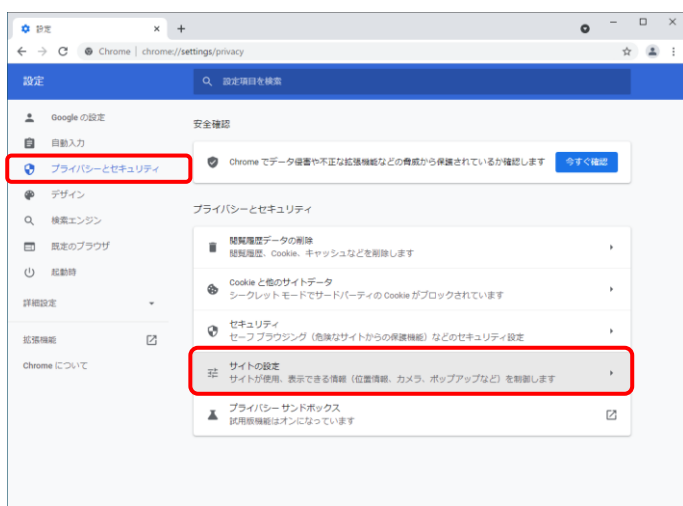 設定
Chrome | chrome://settings/privacy
設定
設定項目を検索
Google の設定
自動入力
プライバシーとセキュリティ
デザイン
検索エンジン
既定のブラウザ
起動時
詳細設定
拡張機能
Chrome について
安全確認
Chrome でデータ侵害や不正な拡張機能などの脅威から保護されているか確認します
今すぐ確認
プライバシーとセキュリティ
閲覧履歴データの削除
閲覧履歴、Cookie、キャッシュなどを削除します
Cookie と他のサイトデータ
シークレット モードでサードパーティの Cookie がブロックされています
セキュリティ
セーフ ブラウジング（危険なサイトからの保護機能）などのセキュリティ設定
サイトの設定
サイトが使用、表示できる情報（位置情報、カメラ、ポップアップなど）を制御します
プライバシー サンドボックス
試用版機能はオンになっています